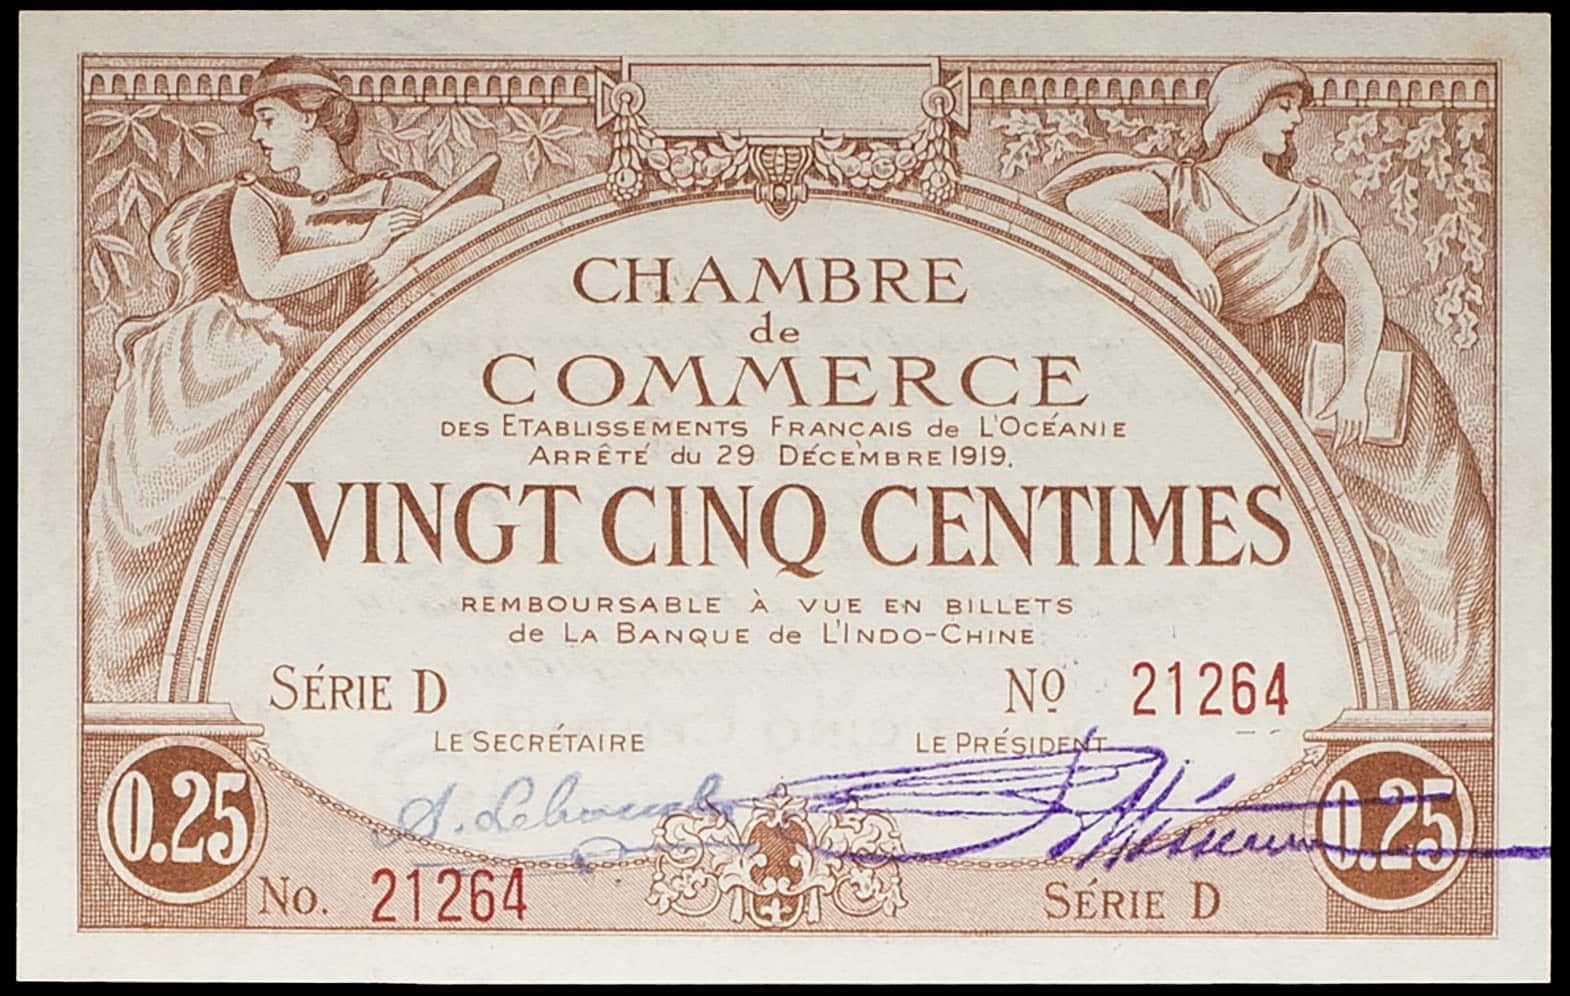 CHAMBRE
de
COMMERCE
DES ETABLISSEMENTS FRANÇAIS de L'OCÉANIE
ARRÊTÉ du 29 DÉCEMBRE 1919.
VINGT CINQ CENTIMES
REMBOURSABLE À VUE EN BILLETS
de LA BANQUE de L'INDO-CHINE
SÉRIE D No 21264
LE SECRÉTAIRE LE PRÉSIDENT
0.25 0.25
No. 21264 SÉRIE D